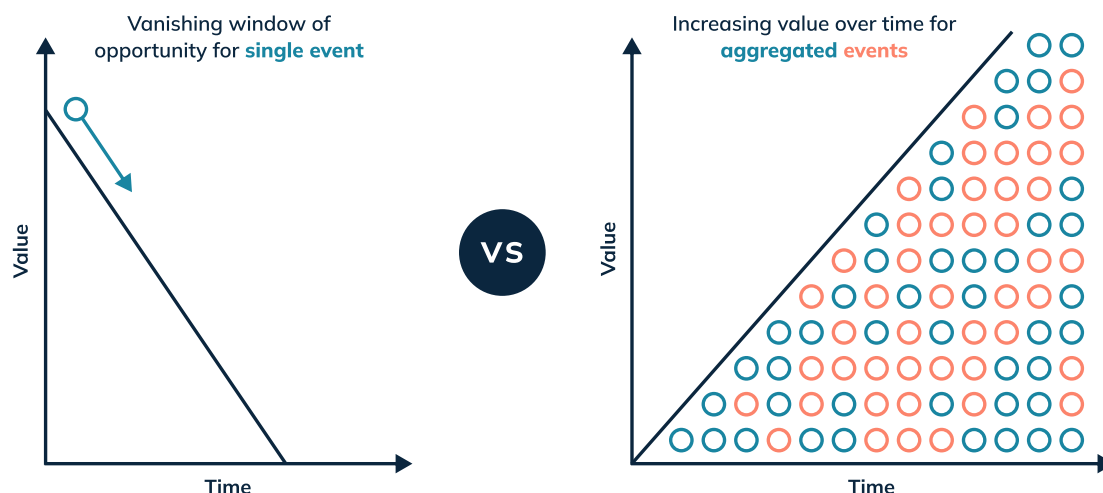 Vanishing window of
opportunity for single event
Value
Time
VS
Increasing value over time for
aggregated events
Value
Time